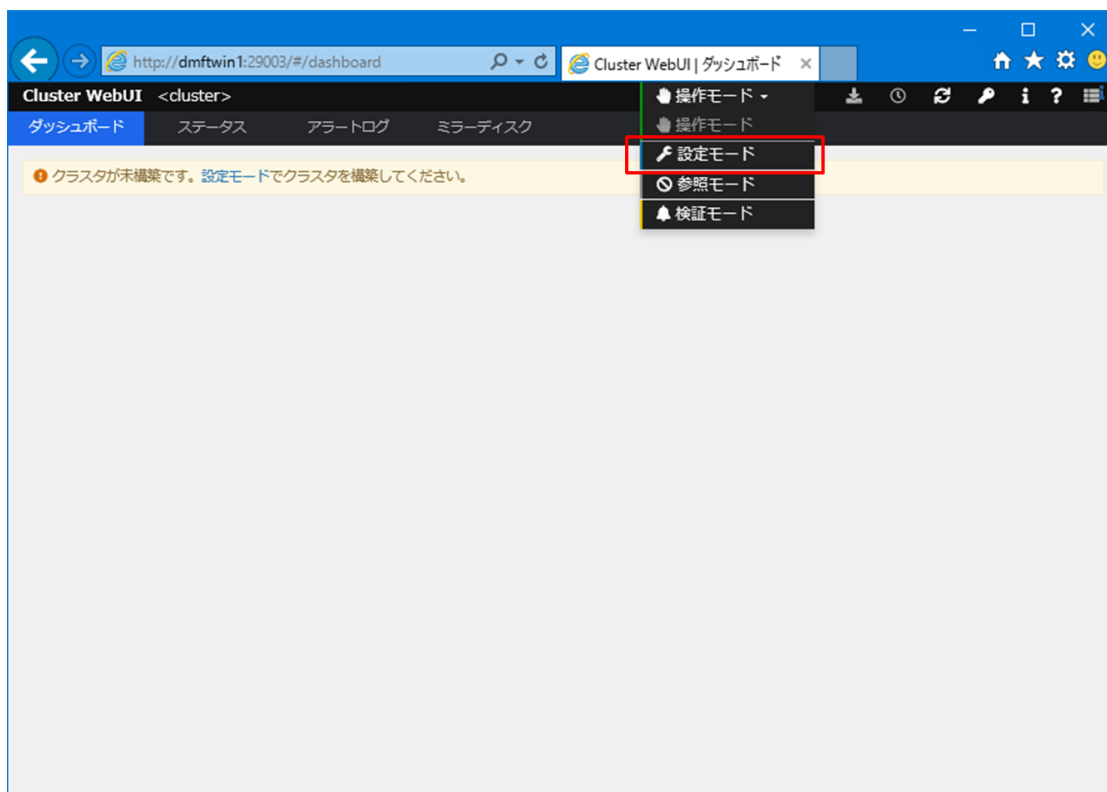 http://dmftwin1:29003/#/dashboard
Cluster WebUI | ダッシュボード
Cluster WebUI <cluster>
操作モード
ダッシュボード ステータス アラートログ ミラーディスク
操作モード
設定モード
参照モード
検証モード
クラスタが未構築です。設定モードでクラスタを構築してください。